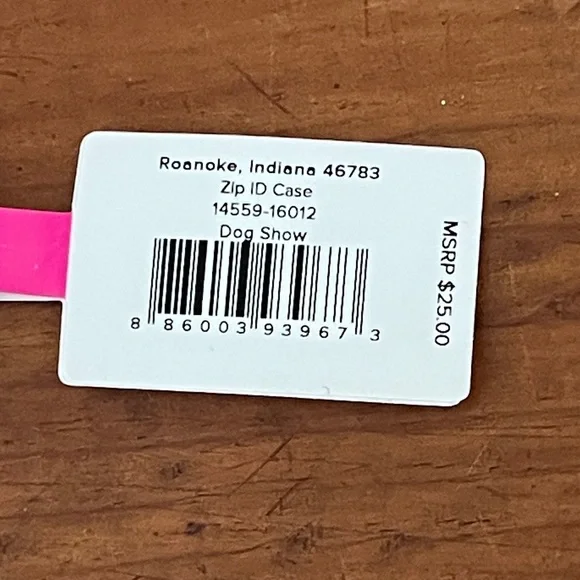 Roanoke, Indiana 46783
Zip ID Case
14559-16012
Dog Show
8 86003 93967 3
MSRP $25.00